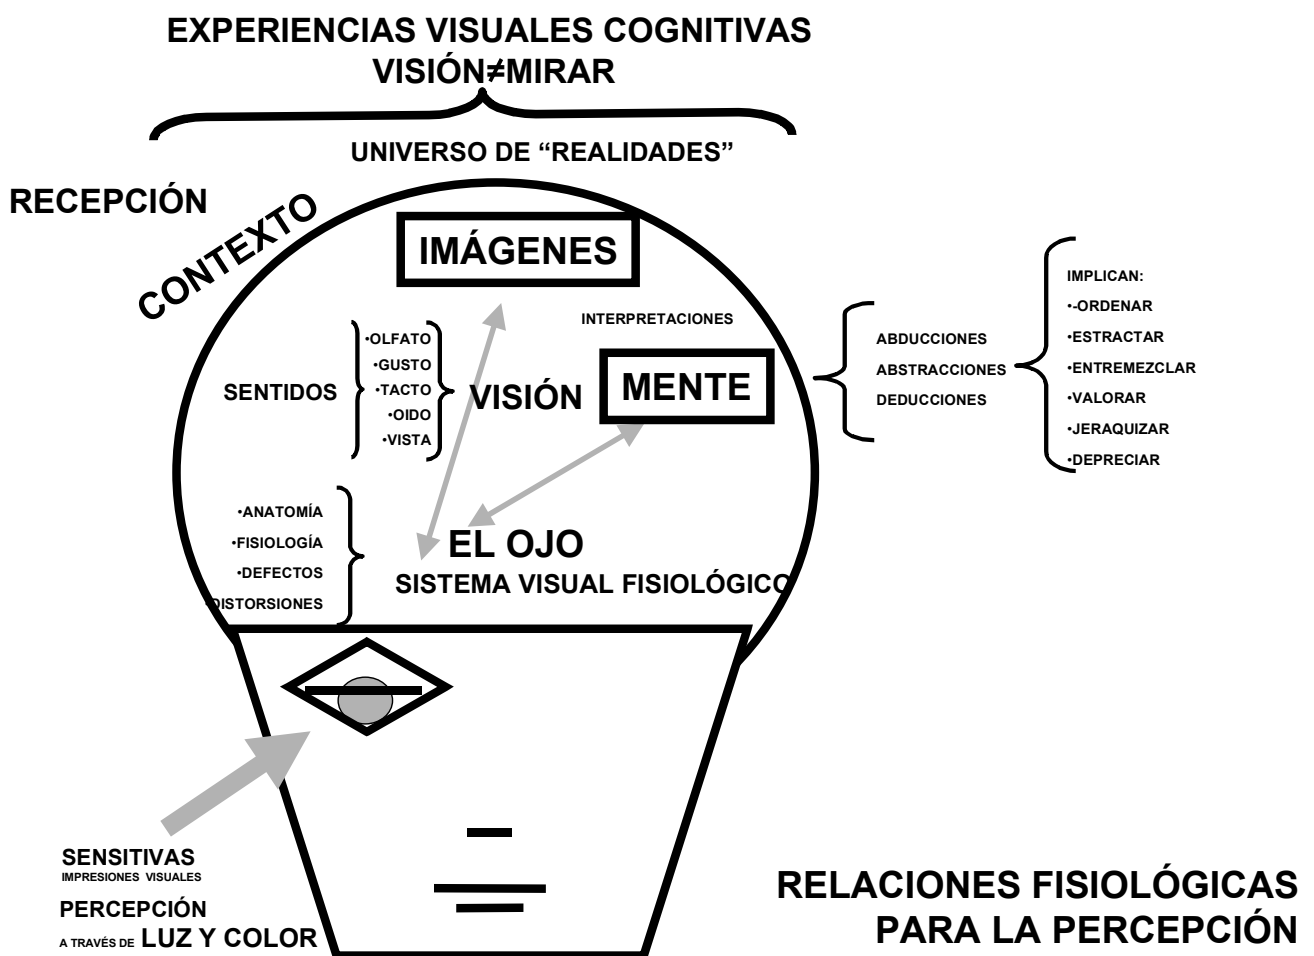 EXPERIENCIAS VISUALES COGNITIVAS
VISIÓN≠MIRAR
UNIVERSO DE “REALIDADES”
RECEPCIÓN
CONTEXTO
IMÁGENES
INTERPRETACIONES
SENTIDOS
•OLFATO
•GUSTO
•TACTO
•OIDO
•VISTA
VISIÓN
MENTE
ABDUCCIONES
ABSTRACCIONES
DEDUCCIONES
IMPLICAN:
•-ORDENAR
•ESTRACTAR
•ENTREMEZCLAR
•VALORAR
•JERAQUIZAR
•DEPRECIAR
•ANATOMÍA
•FISIOLOGÍA
•DEFECTOS
•DISTORSIONES
EL OJO
SISTEMA VISUAL FISIOLÓGICO
SENSITIVAS
IMPRESIONES VISUALES
PERCEPCIÓN
A TRAVÉS DE LUZ Y COLOR
RELACIONES FISIOLÓGICAS
PARA LA PERCEPCIÓN